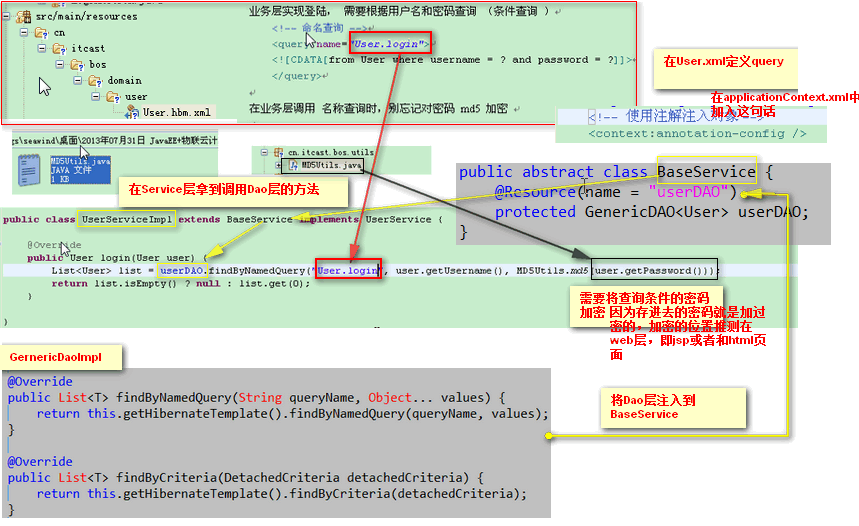 src/main/resources
cn
itcast
bos
domain
user
User.hbm.xml
业务层实现登陆, 需要根据用户名和密码查询 (条件查询 )
<!-- 命名查询 -->
<query name="User.login">
<![CDATA[from User where username = ? and password = ?]]>
</query>
在业务层调用 名称查询时,别忘记对密码 md5 加密
在User.xml定义query
在applicationContext.xml中
加入这句话
<!-- 使用注解注入对象 -->
<context:annotation-config />
gs\seawind\桌面\2013年07月31日 JavaEE+物联云计
MD5Utils.java
JAVA 文件
1 KB
cn.itcast.bos.utils
MD5Utils.java
public abstract class BaseService {
@Resource(name = "userDAO")
protected GenericDAO<User> userDAO;
}
在Service层拿到调用Dao层的方法
public class UserServiceImpl extends BaseService implements UserService {
@Override
public User login(User user) {
List<User> list = userDAO.findByNamedQuery("User.login", user.getUsername(), MD5Utils.md5(user.getPassword()));
return list.isEmpty() ? null : list.get(0);
}
}
需要将查询条件的密码
加密 因为存进去的密码就是加过
密的，加密的位置推测在
web层，即jsp或者和html页
面
GernericDaoImpl
@Override
public List<T> findByNamedQuery(String queryName, Object... values) {
return this.getHibernateTemplate().findByNamedQuery(queryName, values);
}
@Override
public List<T> findByCriteria(DetachedCriteria detachedCriteria) {
return this.getHibernateTemplate().findByCriteria(detachedCriteria);
}
将Dao层注入到
BaseService